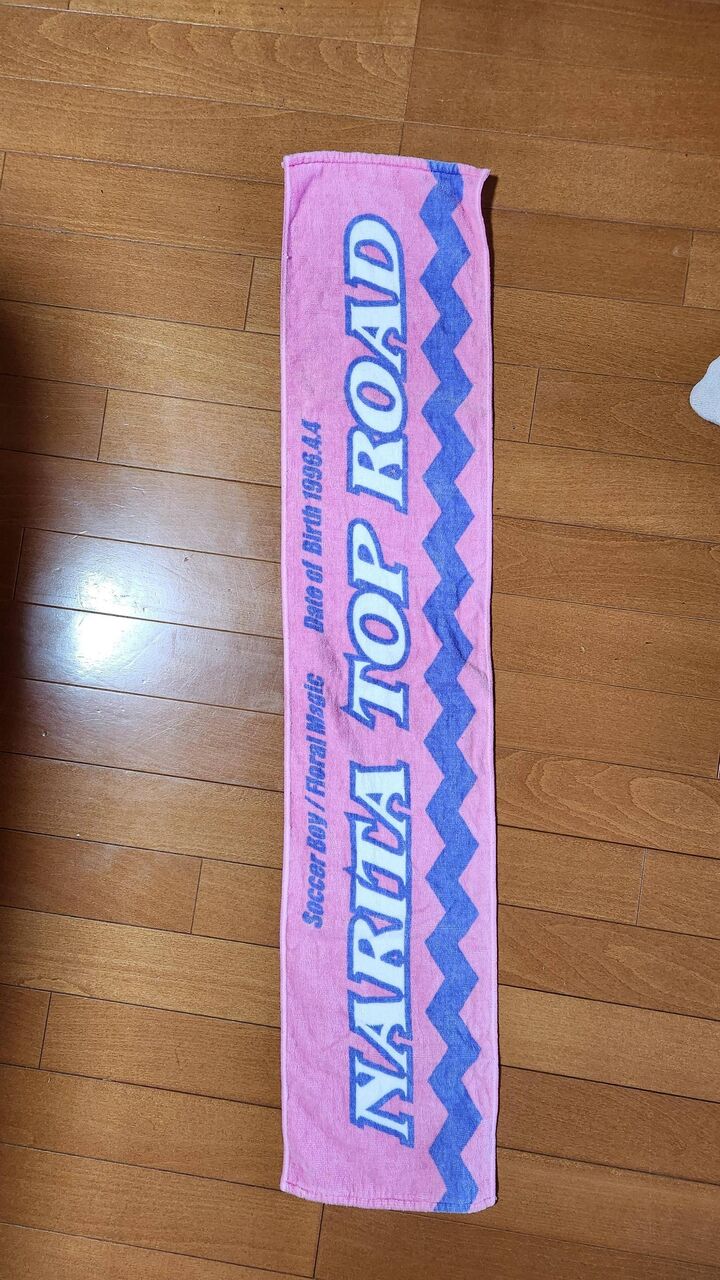 Soccer Boy / Floral Magic Date of Birth 1996.4.4
NARITA TOP ROAD